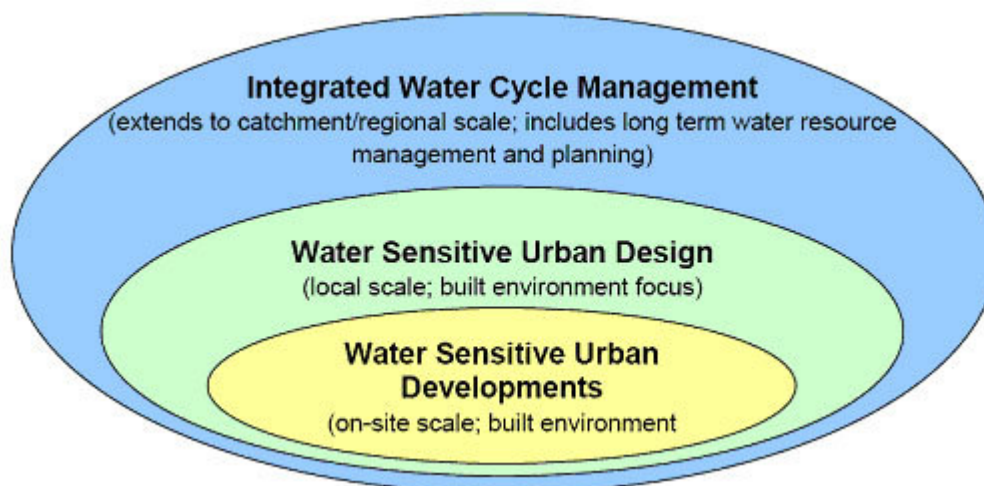 Integrated Water Cycle Management
(extends to catchment/regional scale; includes long term water resource
management and planning)
Water Sensitive Urban Design
(local scale; built environment focus)
Water Sensitive Urban
Developments
(on-site scale; built environment